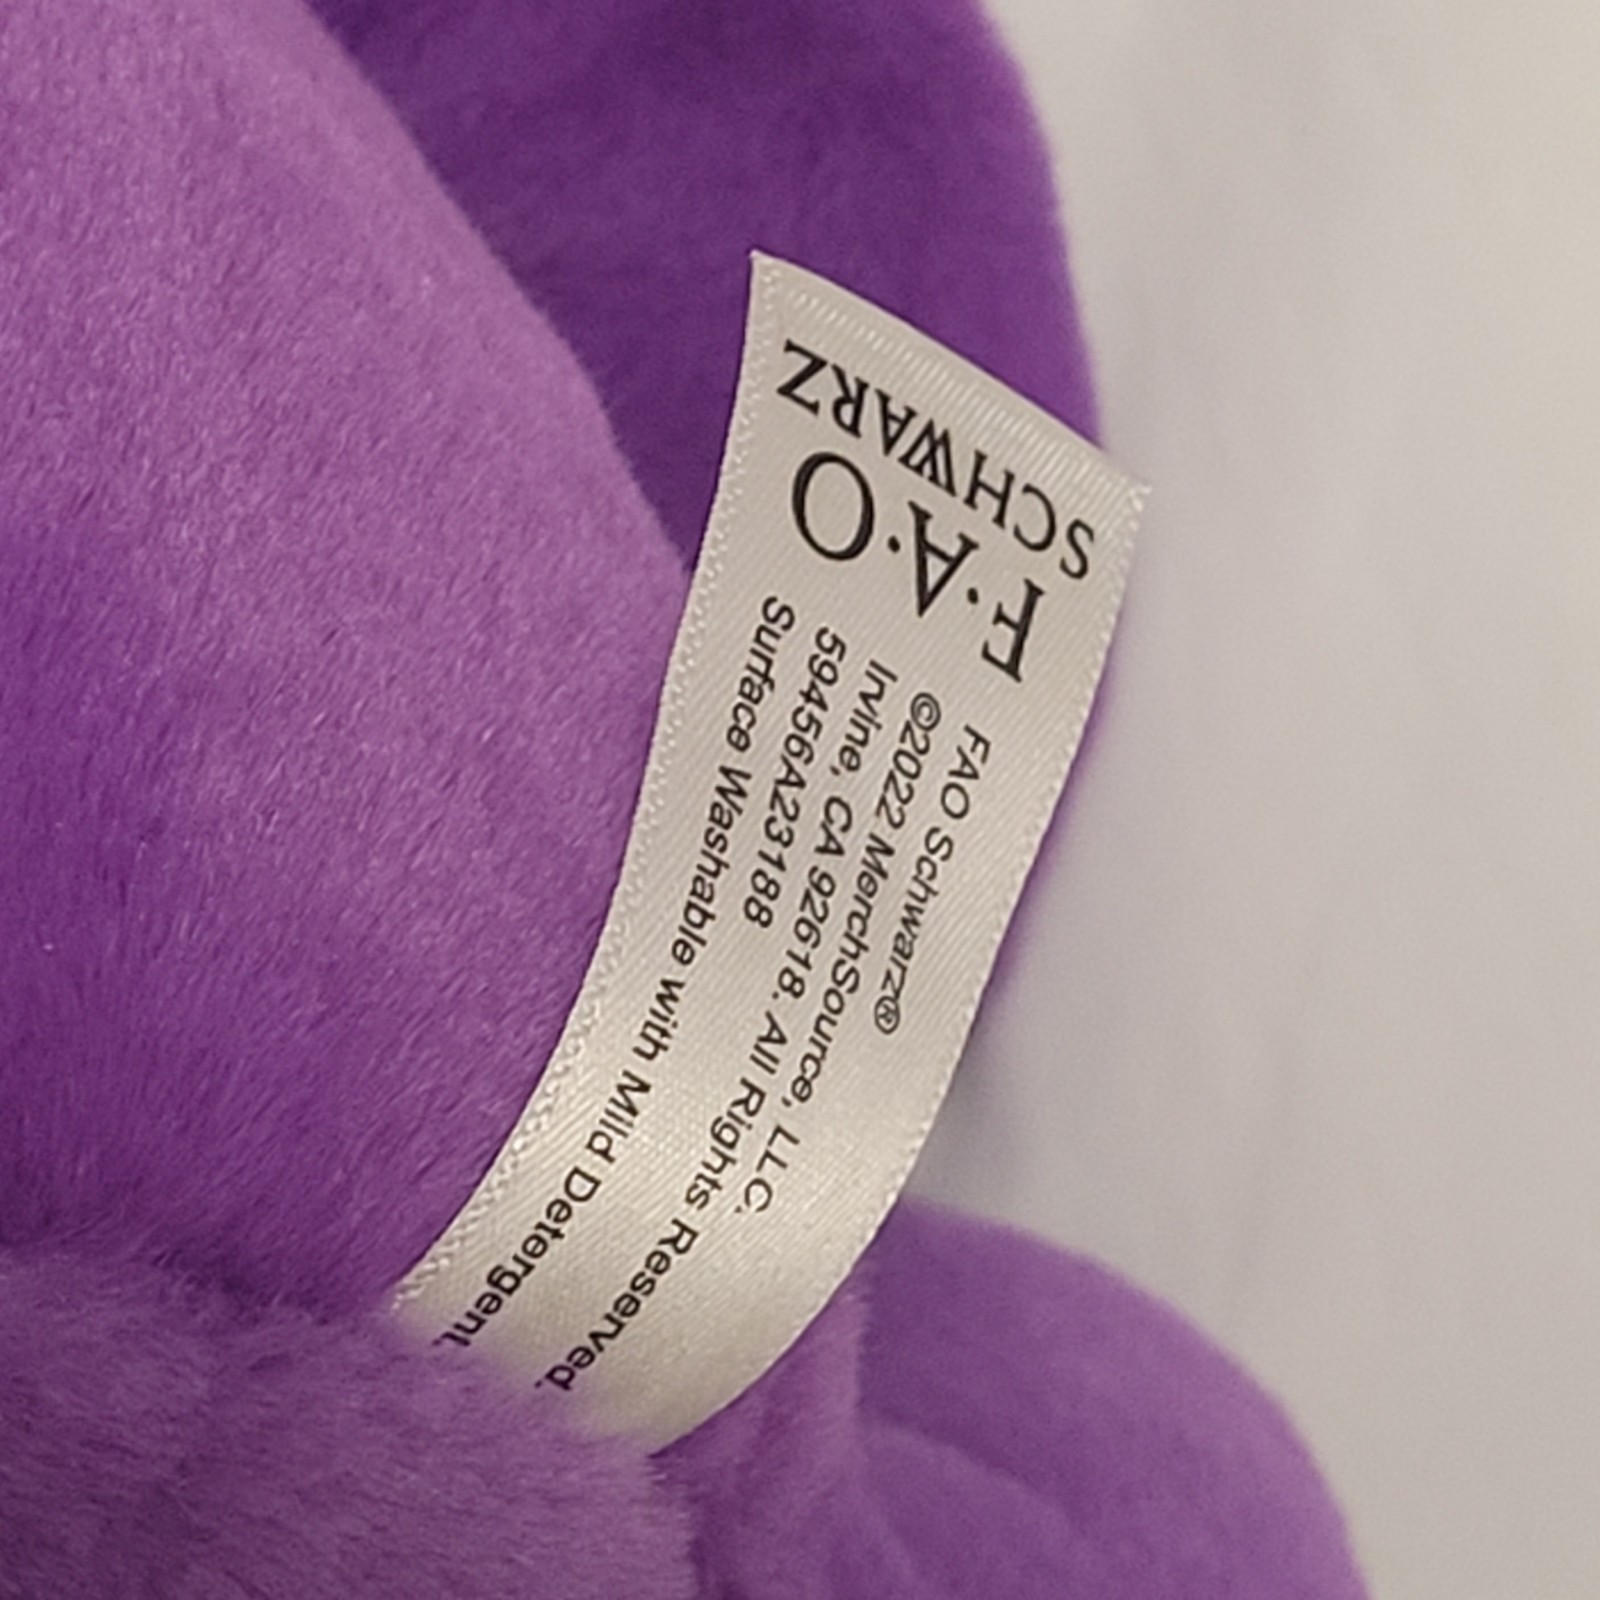 F·A·O
SCHWARZ
FAO Schwarz®
©2022 MerchSource, LLC.
Irvine, CA 92618. All Rights Reserved.
59456A23188
Surface Washable with Mild Detergent.